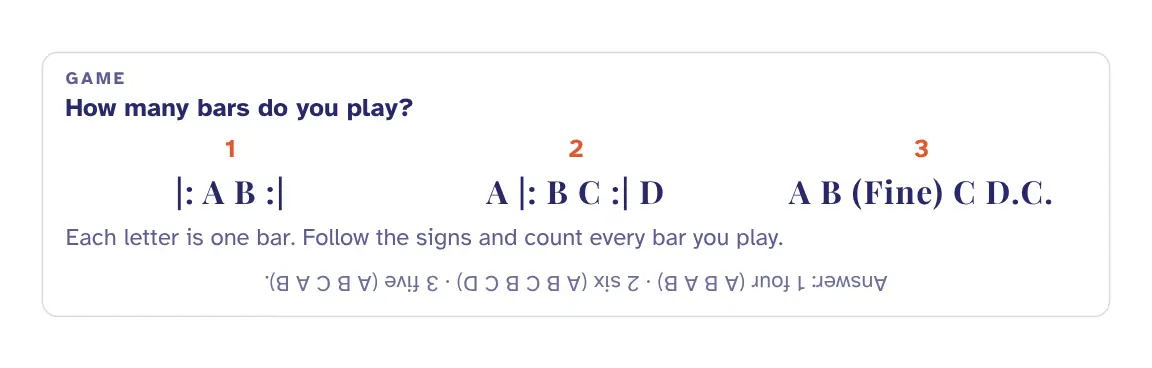 GAME
How many bars do you play?
1 2 3
|: A B :| A |: B C :| D A B (Fine) C D.C.
Each letter is one bar. Follow the signs and count every bar you play.
Answer: 1 four (A B A B) · 2 six (A B C B C D) · 3 five (A B C A B).